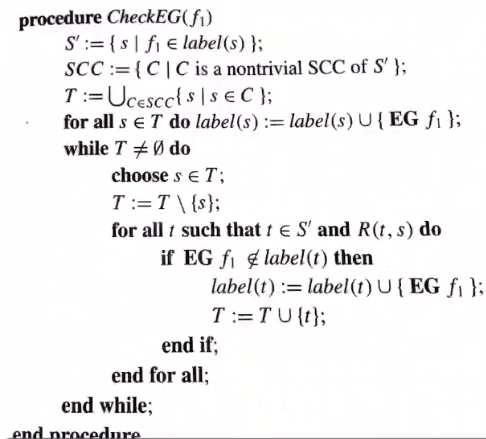 procedure CheckEG(f₁)
S′ := { s | f₁ ∈ label(s) };
SCC := { C | C is a nontrivial SCC of S′ };
T := ⋃_{C∈SCC}{ s | s ∈ C };
for all s ∈ T do label(s) := label(s) ∪ { EG f₁ };
while T ≠ ∅ do
choose s ∈ T;
T := T \ {s};
for all t such that t ∈ S′ and R(t, s) do
if EG f₁ ∉ label(t) then
label(t) := label(t) ∪ { EG f₁ };
T := T ∪ {t};
end if;
end for all;
end while;
end procedure